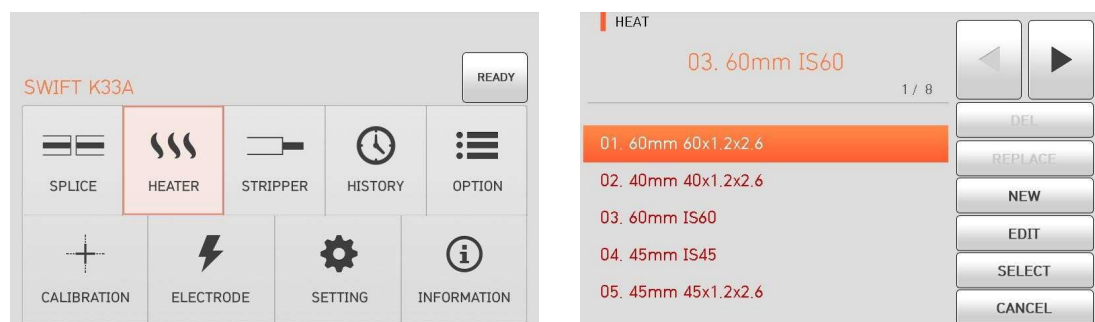 SWIFT K33A
READY
SPLICE
HEATER
STRIPPER
HISTORY
OPTION
CALIBRATION
ELECTRODE
SETTING
INFORMATION
HEAT
03. 60mm IS60
1 / 8
01. 60mm 60x1.2x2.6
02. 40mm 40x1.2x2.6
03. 60mm IS60
04. 45mm IS45
05. 45mm 45x1.2x2.6
DEL
REPLACE
NEW
EDIT
SELECT
CANCEL